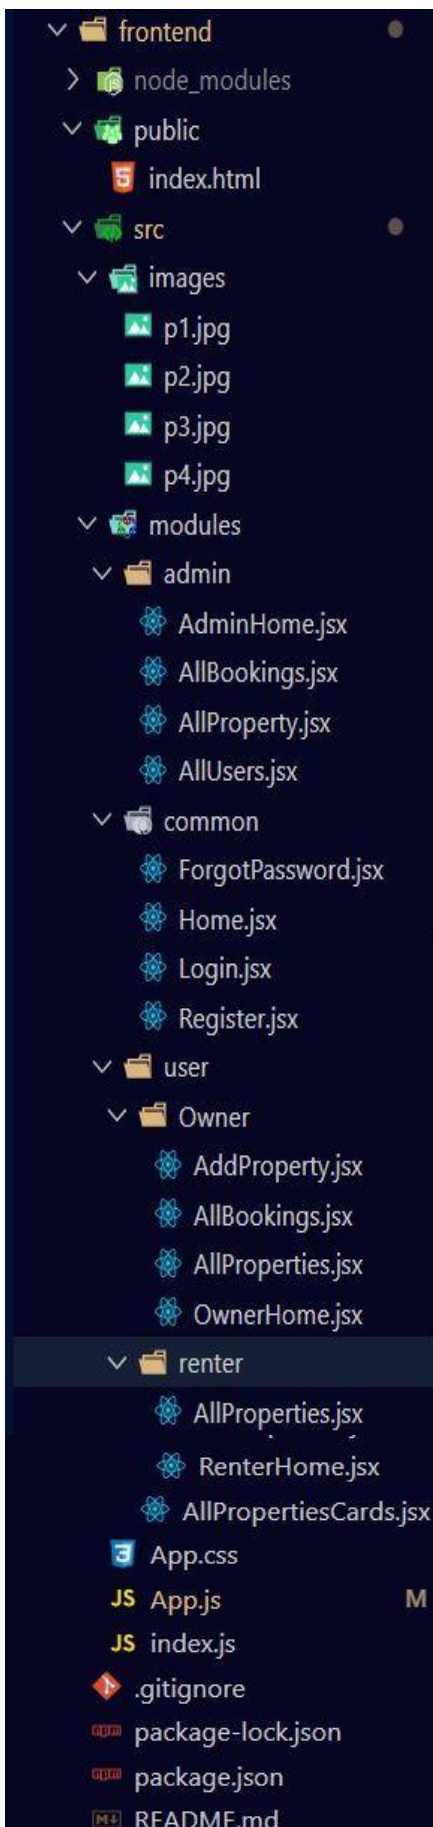 frontend
node_modules
public
index.html
src
images
p1.jpg
p2.jpg
p3.jpg
p4.jpg
modules
admin
AdminHome.jsx
AllBookings.jsx
AllProperty.jsx
AllUsers.jsx
common
ForgotPassword.jsx
Home.jsx
Login.jsx
Register.jsx
user
Owner
AddProperty.jsx
AllBookings.jsx
AllProperties.jsx
OwnerHome.jsx
renter
AllProperties.jsx
RenterHome.jsx
AllPropertiesCards.jsx
App.css
JS App.js M
JS index.js
.gitignore
package-lock.json
package.json
README.md